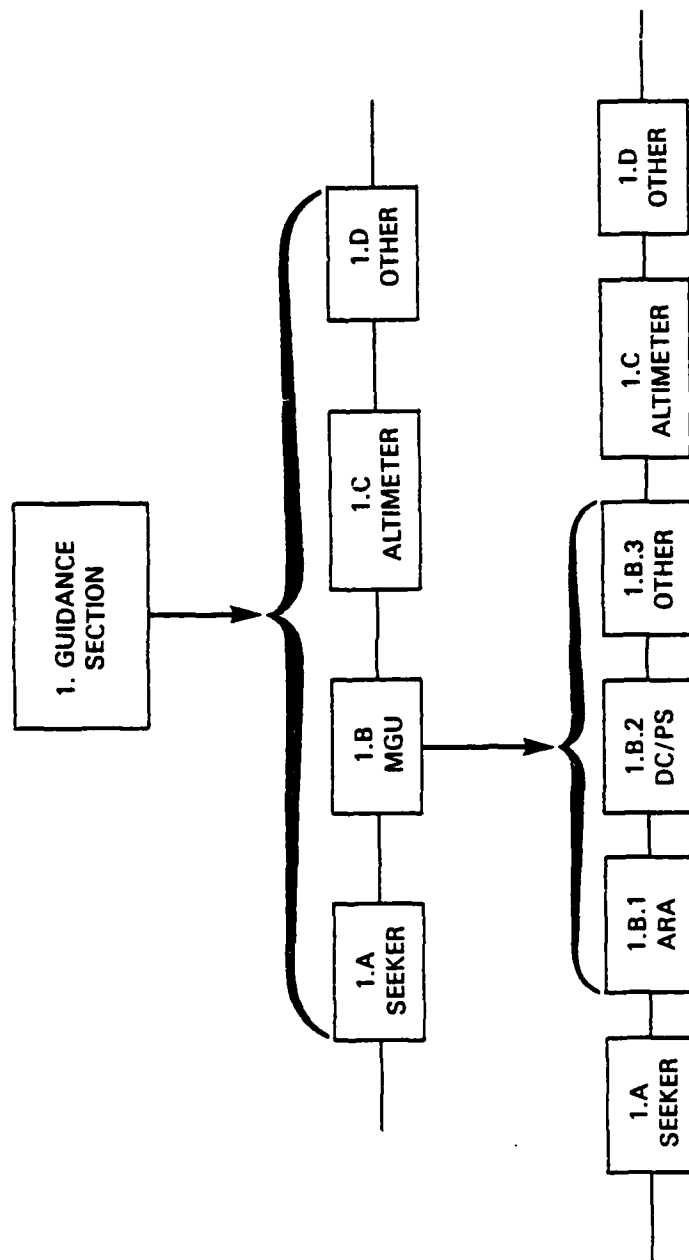 1. GUIDANCE
SECTION
1.A
SEEKER
1.B
MGU
1.C
ALTIMETER
1.D
OTHER
1.A
SEEKER
1.B.1
ARA
1.B.2
DC/PS
1.B.3
OTHER
1.C
ALTIMETER
1.D
OTHER